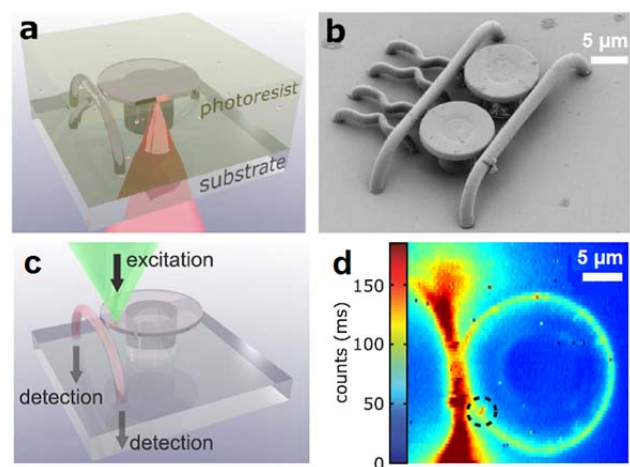 a
photoresist
substrate
b
5 µm
c
excitation
detection
detection
d
5 µm
counts (ms)
150
100
50
0